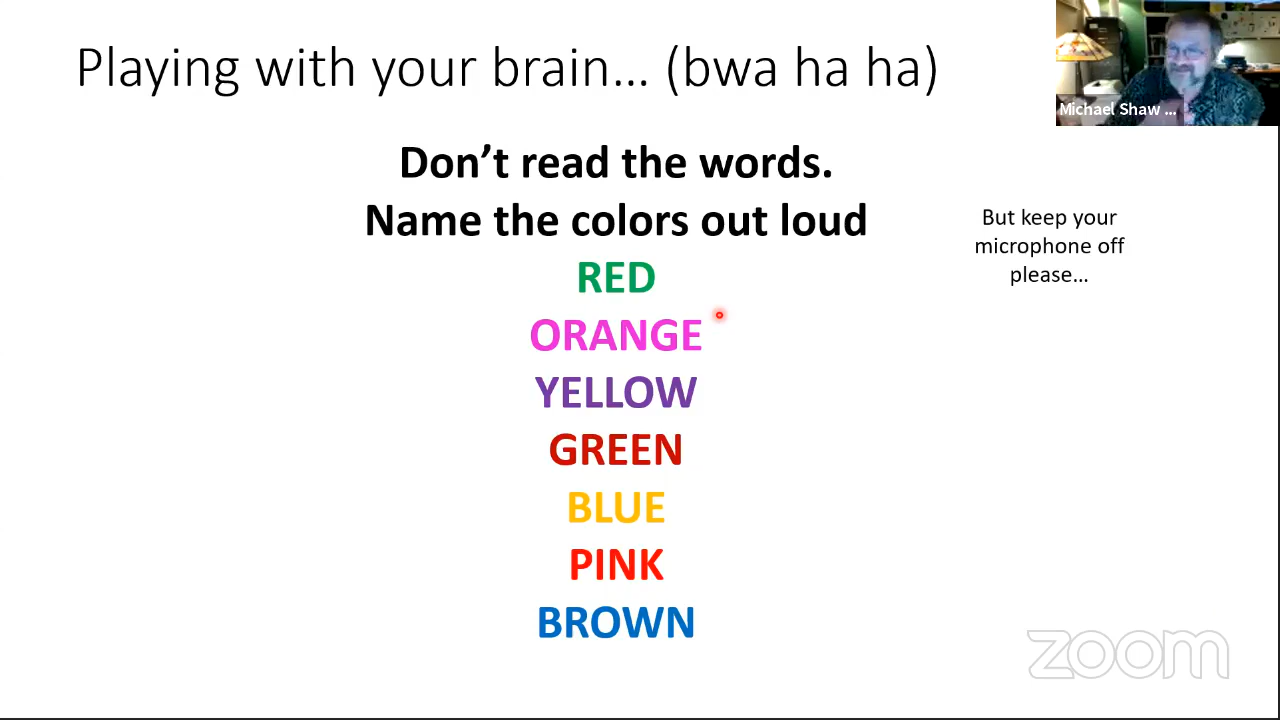 Playing with your brain... (bwa ha ha)
Michael Shaw ...
Don’t read the words.
Name the colors out loud
But keep your
microphone off
please...
RED
ORANGE
YELLOW
GREEN
BLUE
PINK
BROWN
zoom